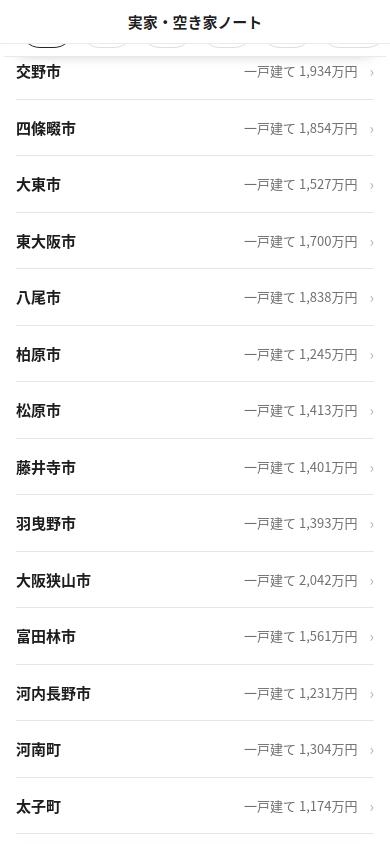 実家・空き家ノート
交野市 一戸建て 1,934万円 ›
四條畷市 一戸建て 1,854万円 ›
大東市 一戸建て 1,527万円 ›
東大阪市 一戸建て 1,700万円 ›
八尾市 一戸建て 1,838万円 ›
柏原市 一戸建て 1,245万円 ›
松原市 一戸建て 1,413万円 ›
藤井寺市 一戸建て 1,401万円 ›
羽曳野市 一戸建て 1,393万円 ›
大阪狭山市 一戸建て 2,042万円 ›
富田林市 一戸建て 1,561万円 ›
河内長野市 一戸建て 1,231万円 ›
河南町 一戸建て 1,304万円 ›
太子町 一戸建て 1,174万円 ›